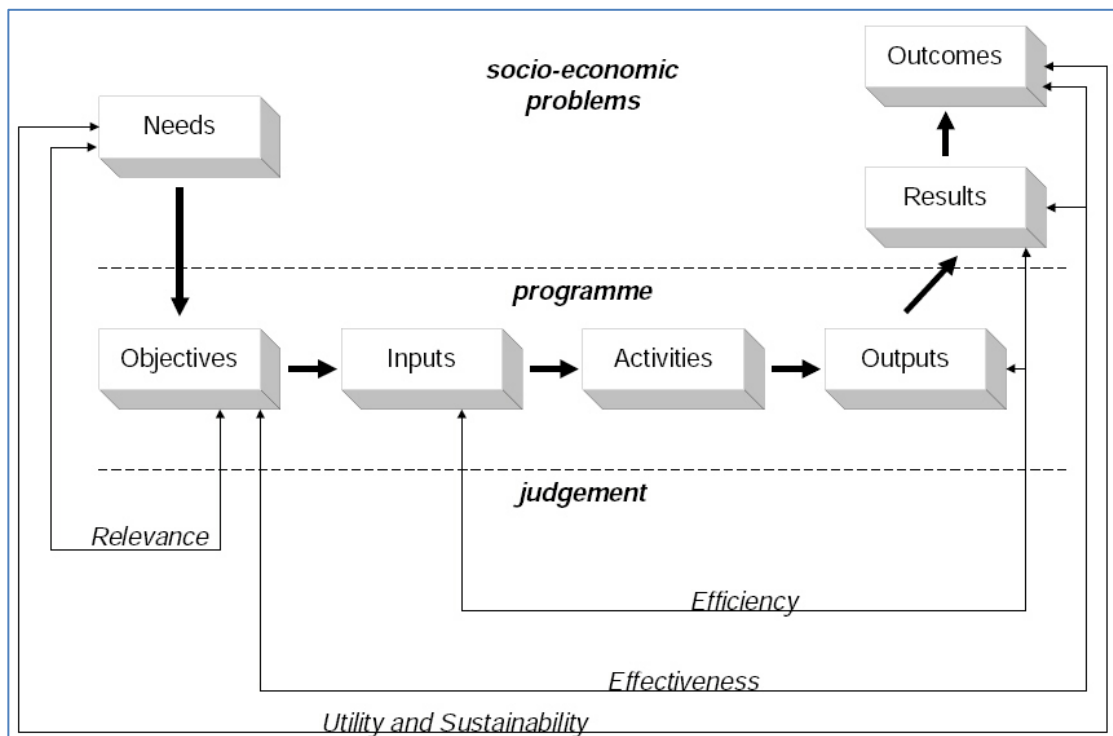 socio-economic
problems
Outcomes
Needs
Results
programme
Objectives
Inputs
Activities
Outputs
judgement
Relevance
Efficiency
Effectiveness
Utility and Sustainability